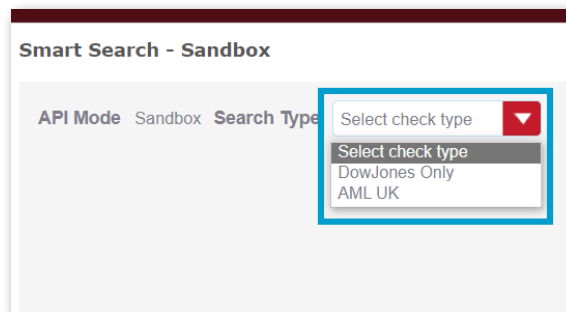 Smart Search - Sandbox
API Mode Sandbox Search Type Select check type
Select check type
DowJones Only
AML UK